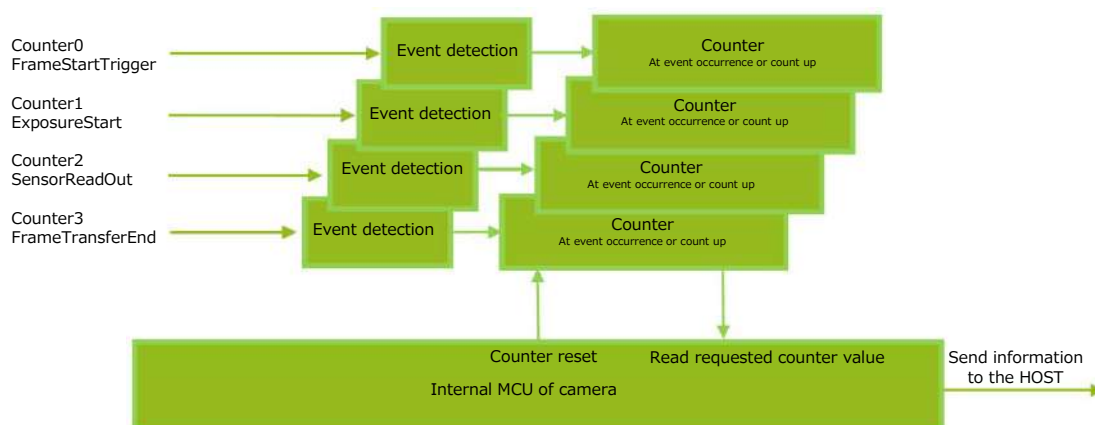 Counter0
FrameStartTrigger
Event detection
Counter
At event occurrence or count up
Counter1
ExposureStart
Event detection
Counter
At event occurrence or count up
Counter2
SensorReadOut
Event detection
Counter
At event occurrence or count up
Counter3
FrameTransferEnd
Event detection
Counter
At event occurrence or count up
Counter reset
Read requested counter value
Internal MCU of camera
Send information
to the HOST